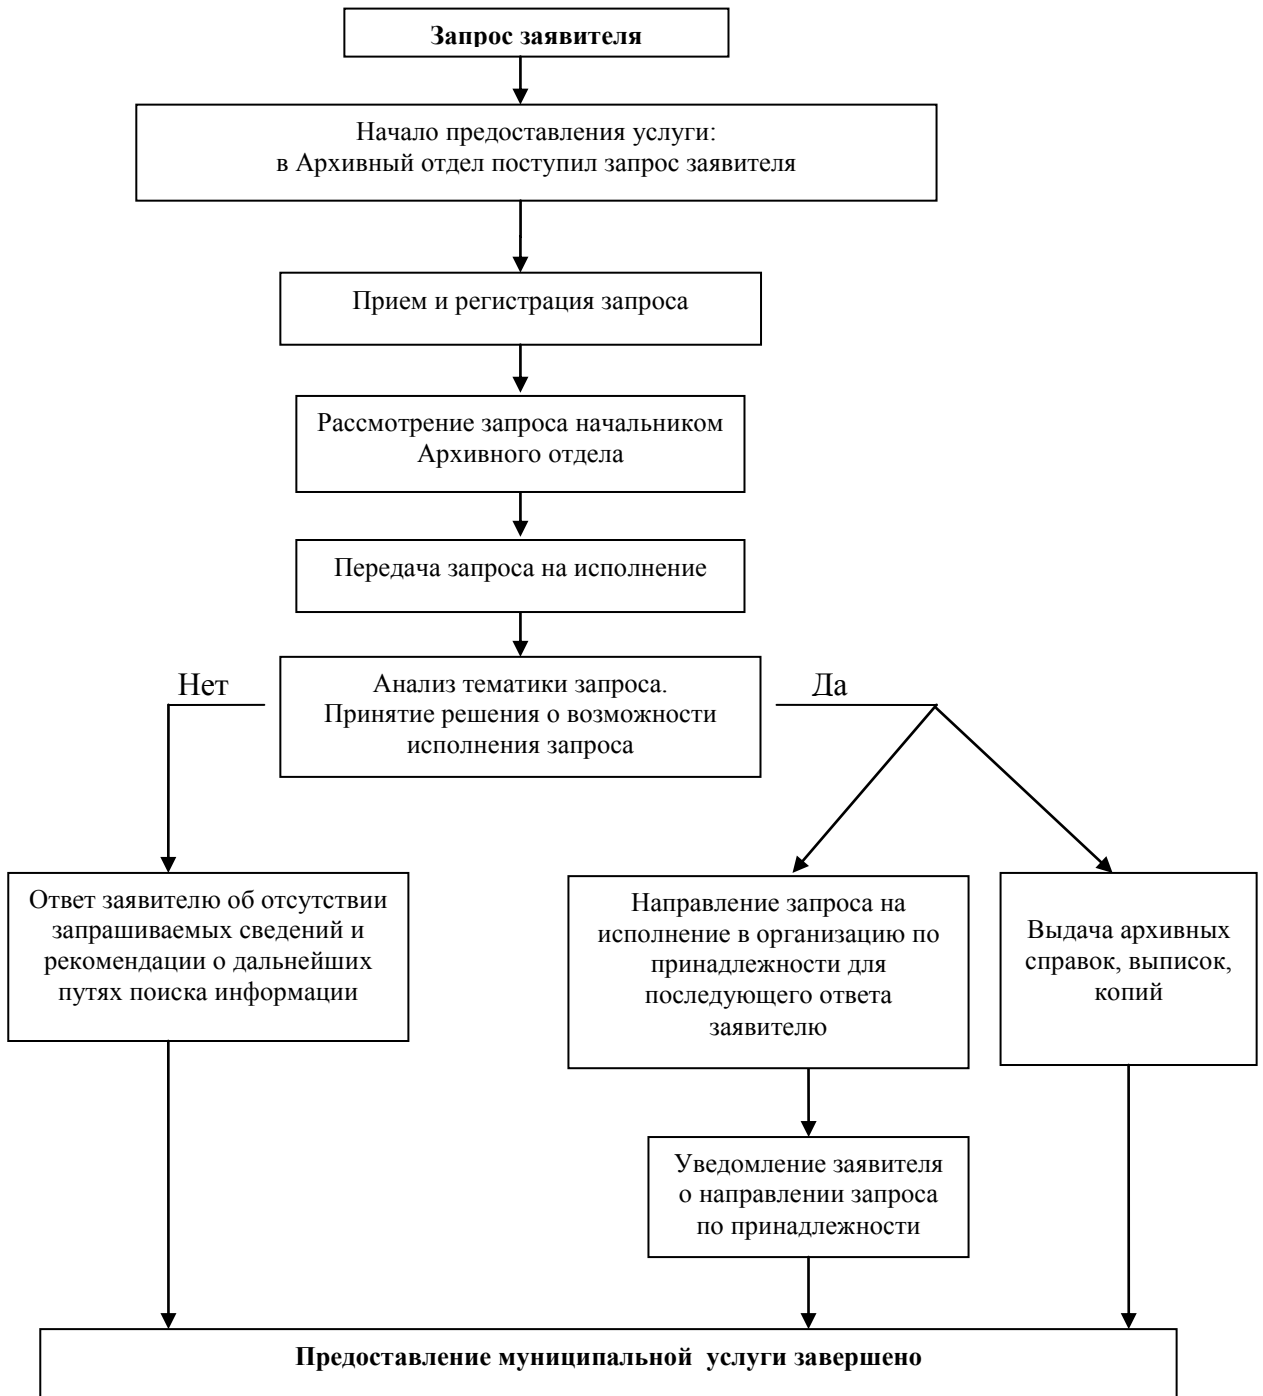 Запрос заявителя
Начало предоставления услуги:
в Архивный отдел поступил запрос заявителя
Прием и регистрация запроса
Рассмотрение запроса начальником
Архивного отдела
Передача запроса на исполнение
Нет
Анализ тематики запроса.
Принятие решения о возможности
исполнения запроса
Да
Ответ заявителю об отсутствии
запрашиваемых сведений и
рекомендации о дальнейших
путях поиска информации
Направление запроса на
исполнение в организацию по
принадлежности для
последующего ответа
заявителю
Выдача архивных
справок, выписок,
копий
Уведомление заявителя
о направлении запроса
по принадлежности
Предоставление муниципальной  услуги завершено